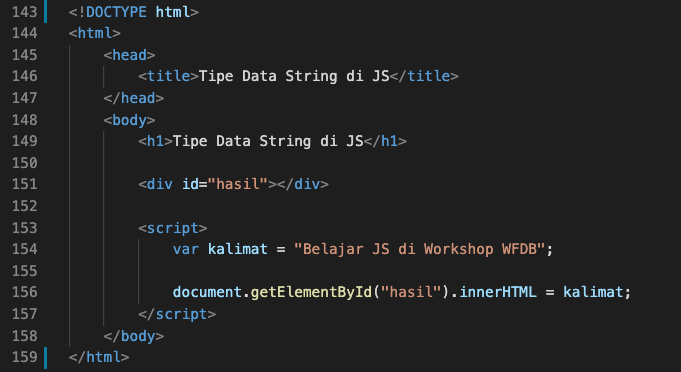 143 <!DOCTYPE html>
144 <html>
145     <head>
146         <title>Tipe Data String di JS</title>
147     </head>
148     <body>
149         <h1>Tipe Data String di JS</h1>
150
151         <div id="hasil"></div>
152
153         <script>
154             var kalimat = "Belajar JS di Workshop WFDB";
155
156             document.getElementById("hasil").innerHTML = kalimat;
157         </script>
158     </body>
159 </html>